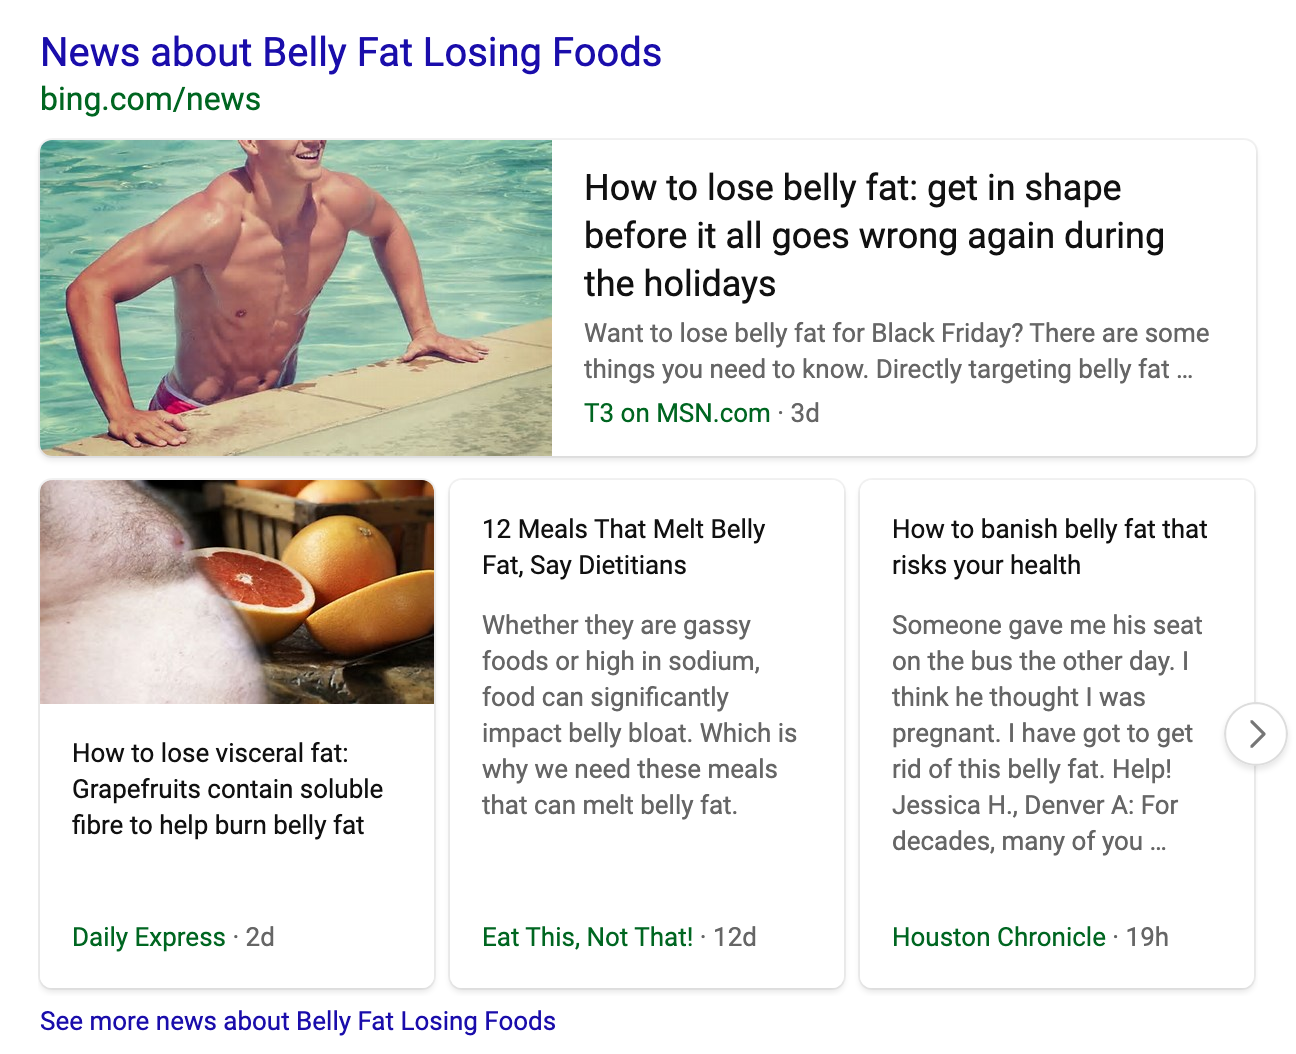 News about Belly Fat Losing Foods
bing.com/news
How to lose belly fat: get in shape
before it all goes wrong again during
the holidays
Want to lose belly fat for Black Friday? There are some
things you need to know. Directly targeting belly fat ...
T3 on MSN.com · 3d
How to lose visceral fat:
Grapefruits contain soluble
fibre to help burn belly fat
Daily Express · 2d
12 Meals That Melt Belly
Fat, Say Dietitians
Whether they are gassy
foods or high in sodium,
food can significantly
impact belly bloat. Which is
why we need these meals
that can melt belly fat.
Eat This, Not That! · 12d
How to banish belly fat that
risks your health
Someone gave me his seat
on the bus the other day. I
think he thought I was
pregnant. I have got to get
rid of this belly fat. Help!
Jessica H., Denver A: For
decades, many of you ...
Houston Chronicle · 19h
See more news about Belly Fat Losing Foods